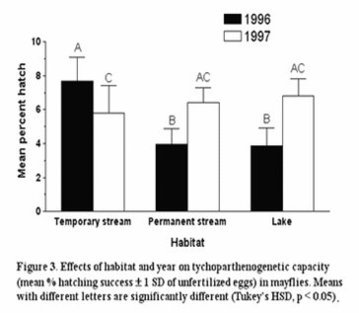 1996
1997
10
8
6
4
2
0
Mean percent hatch
A
C
B
AC
B
AC
Temporary stream Permanent stream Lake
Habitat
Figure 3. Effects of habitat and year on tychoparthenogenetic capacity
(mean % hatching success ± 1 SD of unfertilized eggs) in mayflies. Means
with different letters are significantly different (Tukey's HSD, p < 0.05).